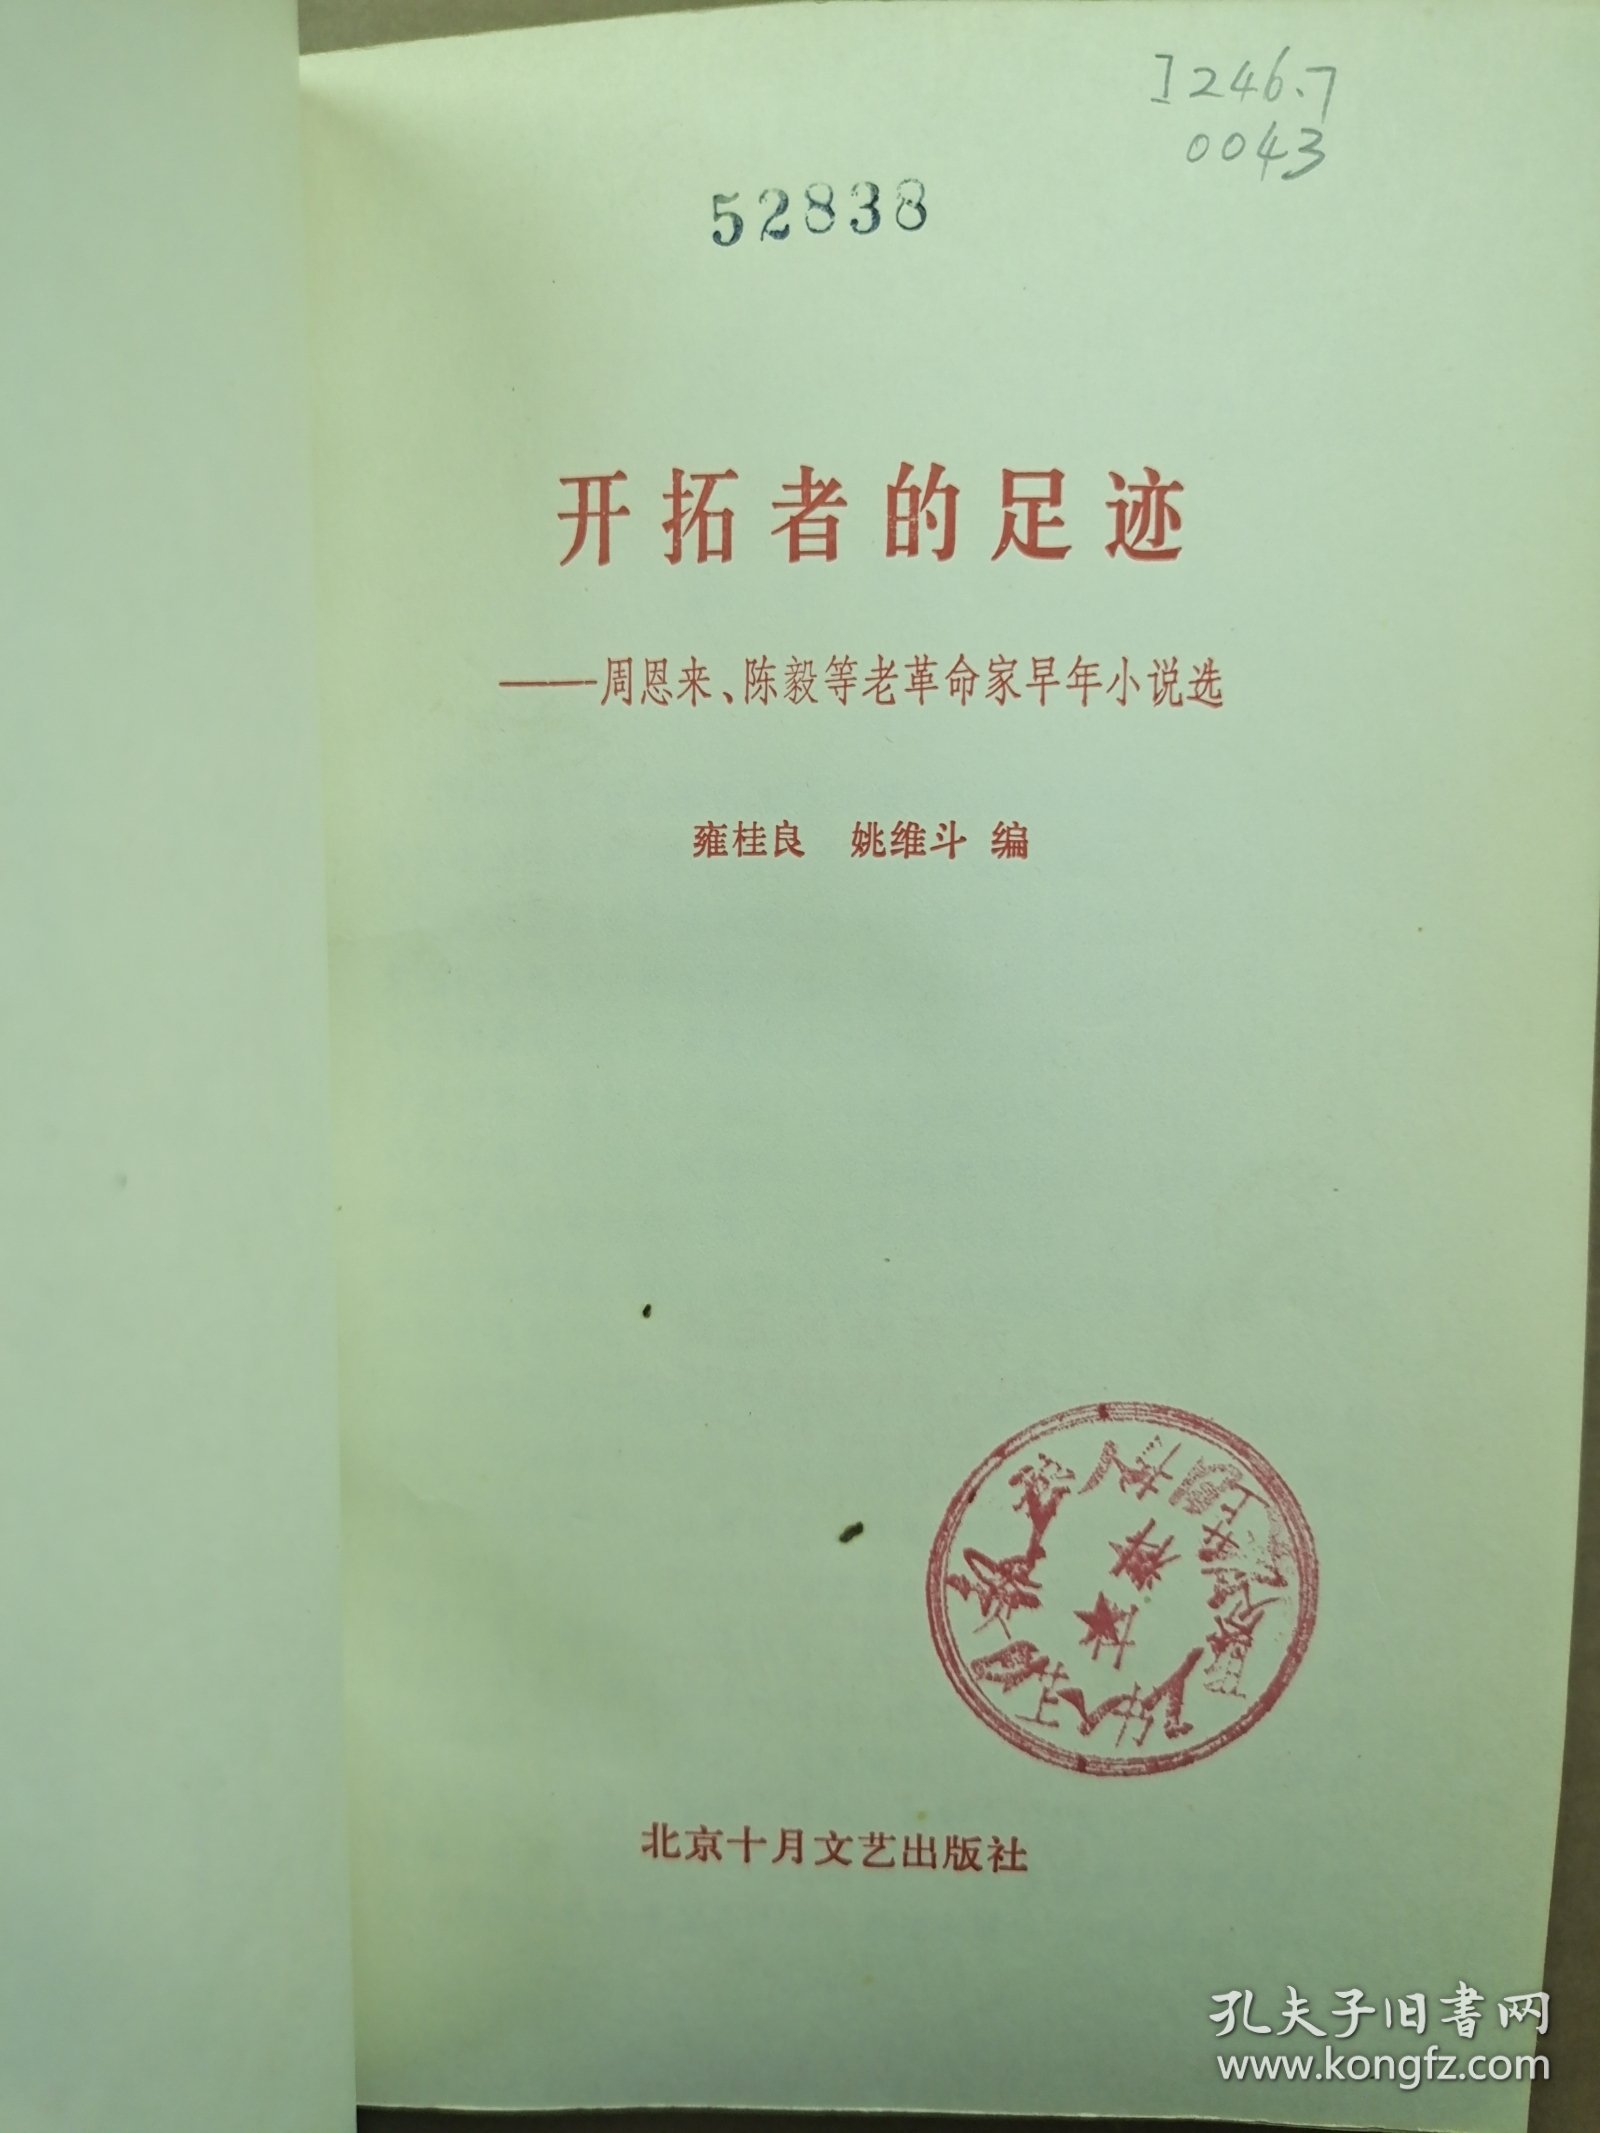 I246.7
0043
52838
开拓者的足迹
——周恩来、陈毅等老革命家早年小说选
雍桂良 姚维斗 编
北京十月文艺出版社
孔夫子旧书网
www.kongfz.com